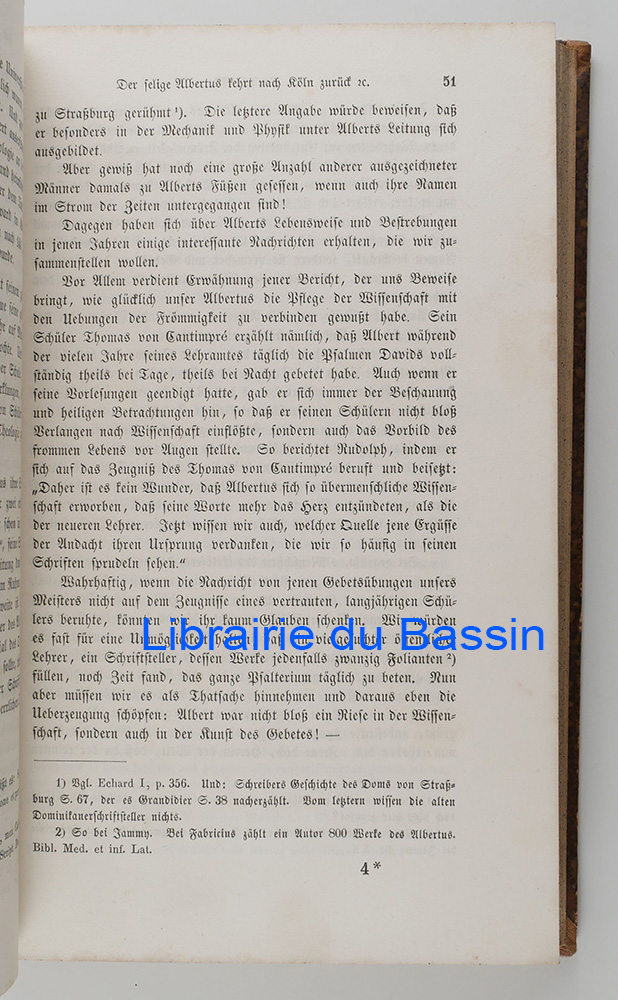 Der selige Albertus kehrt nach Köln zurück ꝛc. 51
zu Straßburg gerühmt ¹). Die letztere Angabe würde beweisen, daß
er besonders in der Mechanik und Physik unter Alberts Leitung sich
ausgebildet.
Aber gewiß hat noch eine große Anzahl anderer ausgezeichneter
Männer damals zu Alberts Füßen gesessen, wenn auch ihre Namen
im Strom der Zeiten untergegangen sind!
Dagegen haben sich über Alberts Lebensweise und Bestrebungen
in jenen Jahren einige interessante Nachrichten erhalten, die wir zu-
sammenstellen wollen.
Vor Allem verdient Erwähnung jener Bericht, der uns Beweise
bringt, wie glücklich unser Albertus die Pflege der Wissenschaft mit
den Uebungen der Frömmigkeit zu verbinden gewußt habe. Sein
Schüler Thomas von Cantimpré erzählt nämlich, daß Albert während
der vielen Jahre seines Lehramtes täglich die Psalmen Davids voll-
ständig theils bei Tage, theils bei Nacht gebetet habe. Auch wenn er
seine Vorlesungen geendigt hatte, gab er sich immer der Beschauung
und heiligen Betrachtungen hin, so daß er seinen Schülern nicht bloß
Verlangen nach Wissenschaft einflößte, sondern auch das Vorbild des
frommen Lebens vor Augen stellte. So berichtet Rudolph, indem er
sich auf das Zeugniß des Thomas von Cantimpré beruft und beisetzt:
„Daher ist es kein Wunder, daß Albertus sich so übermenschliche Wissen-
schaft erworben, daß seine Worte mehr das Herz entzündeten, als die
der neueren Lehrer. Jetzt wissen wir auch, welcher Quelle jene Ergüsse
der Andacht ihren Ursprung verdanken, die wir so häufig in seinen
Schriften sprudeln sehen.“
Wahrhaftig, wenn die Nachricht von jenen Gebetsübungen unsers
Meisters nicht auf dem Zeugnisse eines vertrauten, langjährigen Schü-
lers beruhte, könnten wir ihr kaum Glauben schenken. Wir würden
es fast für eine Unmöglichkeit halten, daß ein
Lehrer, ein Schriftsteller, dessen Werke jedenfalls zwanzig Folianten ²)
füllen, noch Zeit fand, das ganze Psalterium täglich zu beten. Nun
aber müssen wir es als Thatsache hinnehmen und daraus eben die
Ueberzeugung schöpfen: Albert war nicht bloß ein Riese in der Wissen-
schaft, sondern auch in der Kunst des Gebetes! —
1) Vgl. Echard I, p. 356. Und: Schreibers Geschichte des Doms von Straß-
burg S. 67, der es Grandidier S. 38 nacherzählt. Vom letztern wissen die alten
Dominikanerschriftsteller nichts.
2) So bei Jammy. Bei Fabricius zählt ein Autor 800 Werke des Albertus.
Bibl. Med. et inf. Lat.
4*
Librairie du Bassin